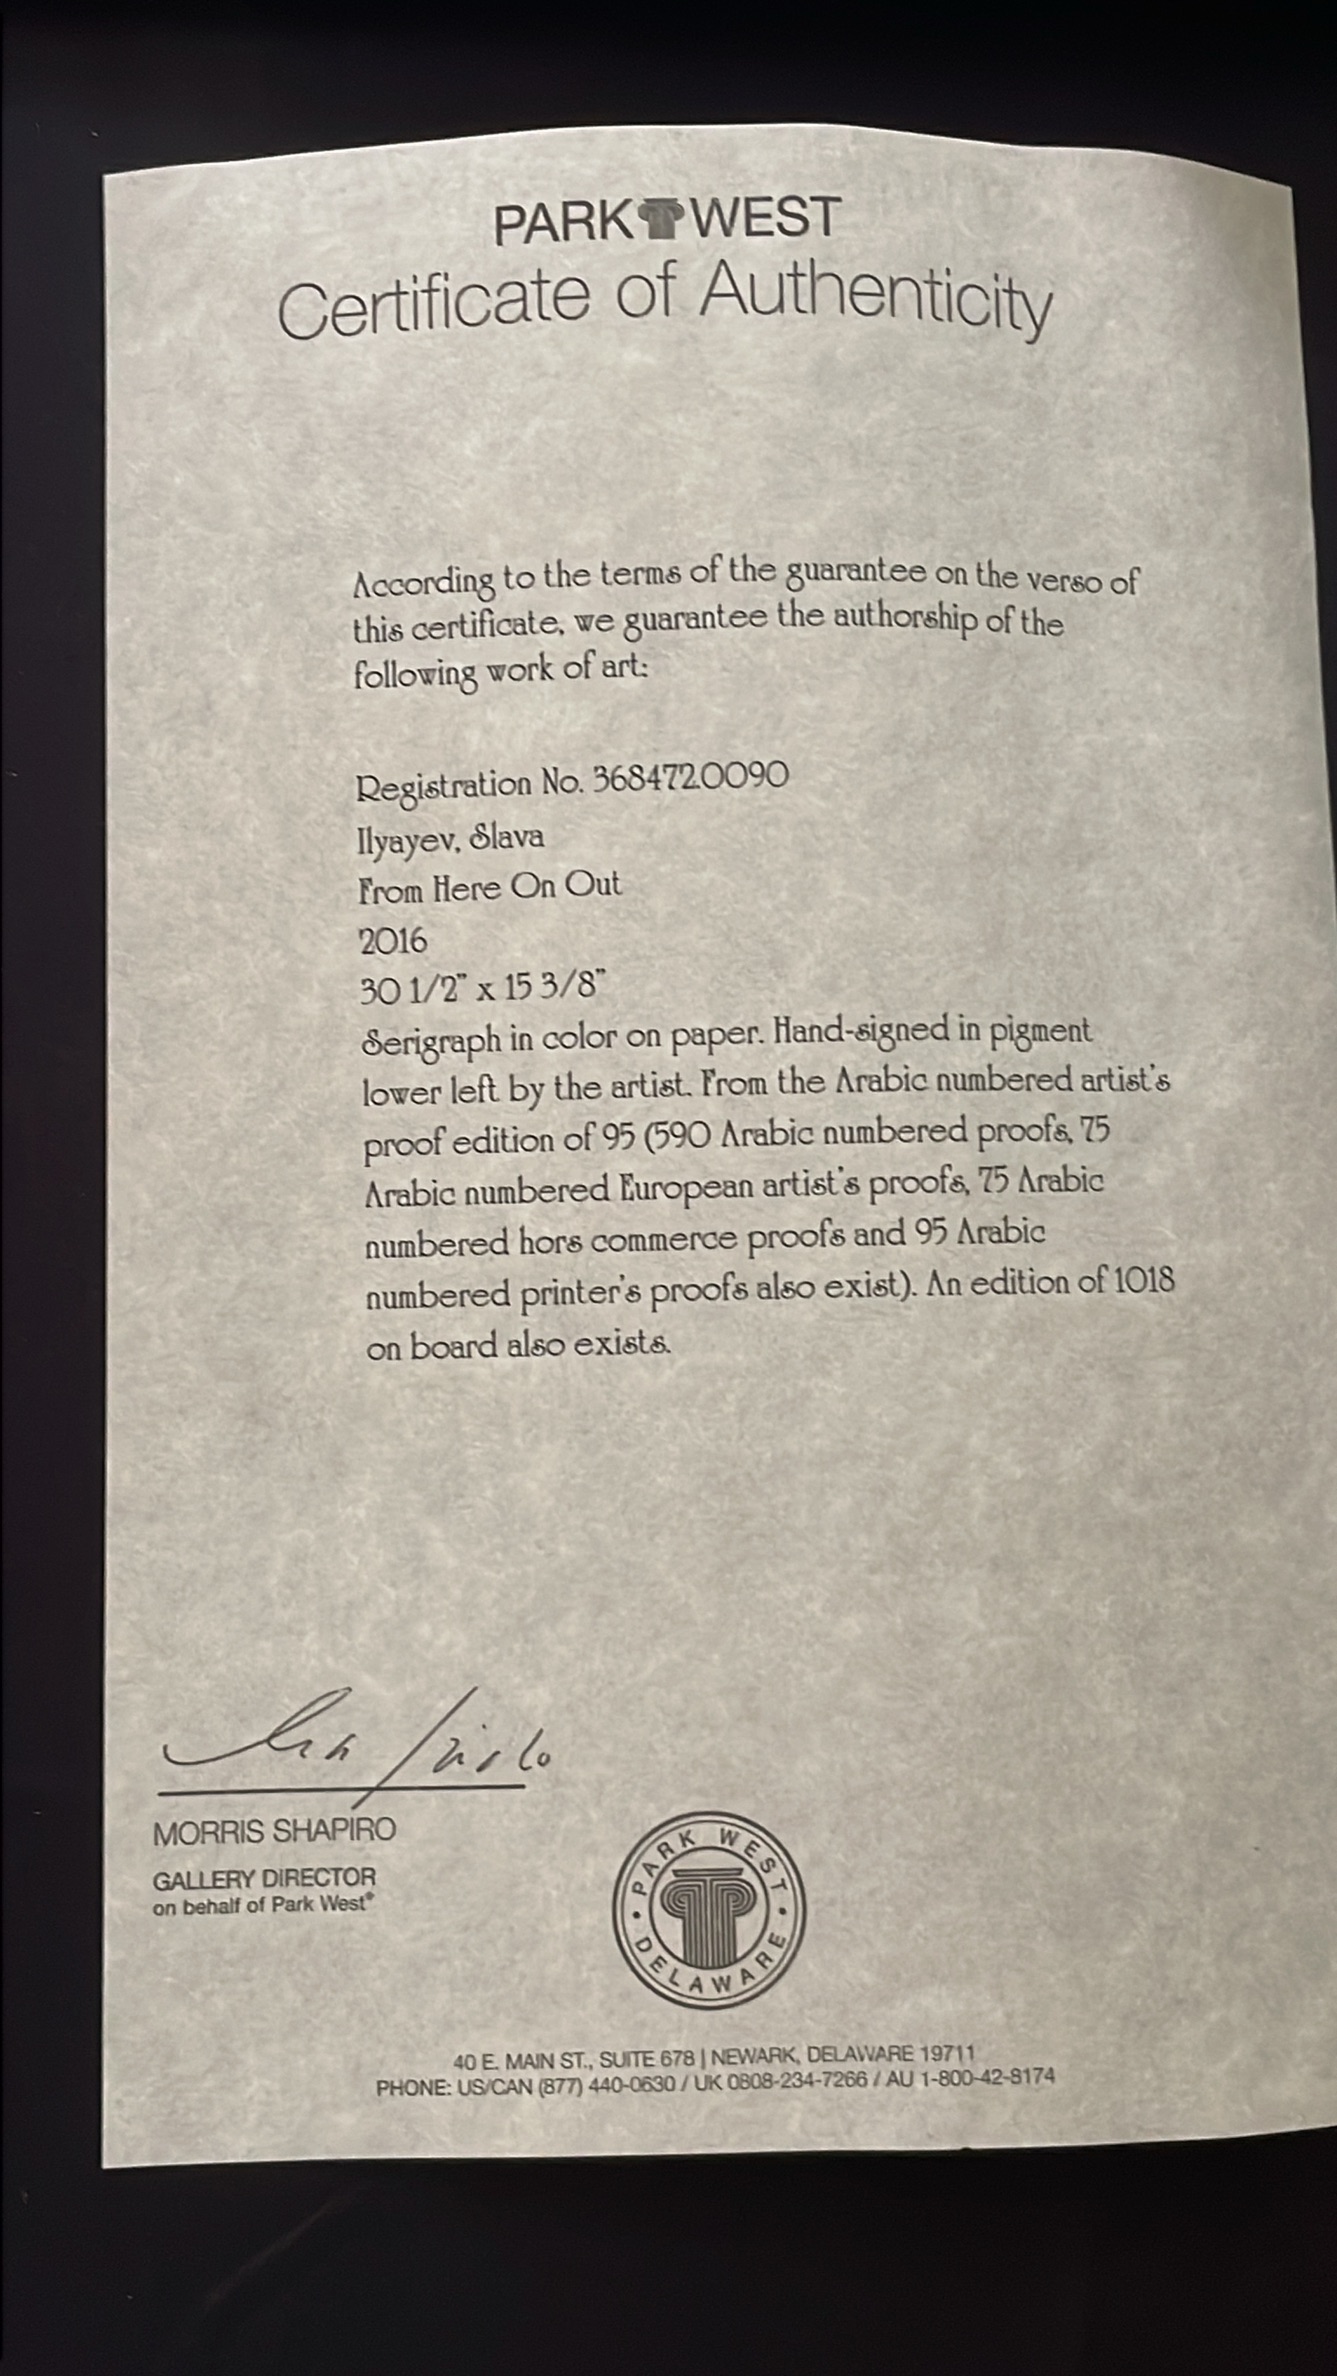 PARK WEST
Certificate of Authenticity
According to the terms of the guarantee on the verso of
this certificate, we guarantee the authorship of the
following work of art:
Registration No. 3684720090
Ilyayev, Slava
From Here On Out
2016
30 1/2" x 15 3/8"
Serigraph in color on paper. Hand-signed in pigment
lower left by the artist. From the Arabic numbered artist's
proof edition of 95 (590 Arabic numbered proofs, 75
Arabic numbered European artist's proofs, 75 Arabic
numbered hors commerce proofs and 95 Arabic
numbered printer's proofs also exist). An edition of 1018
on board also exists.
MORRIS SHAPIRO
GALLERY DIRECTOR
on behalf of Park West®
PARK WEST • DELAWARE •
40 E. MAIN ST., SUITE 678 | NEWARK, DELAWARE 19711
PHONE: US/CAN (877) 440-0630 / UK 0808-234-7266 / AU 1-800-42-8174